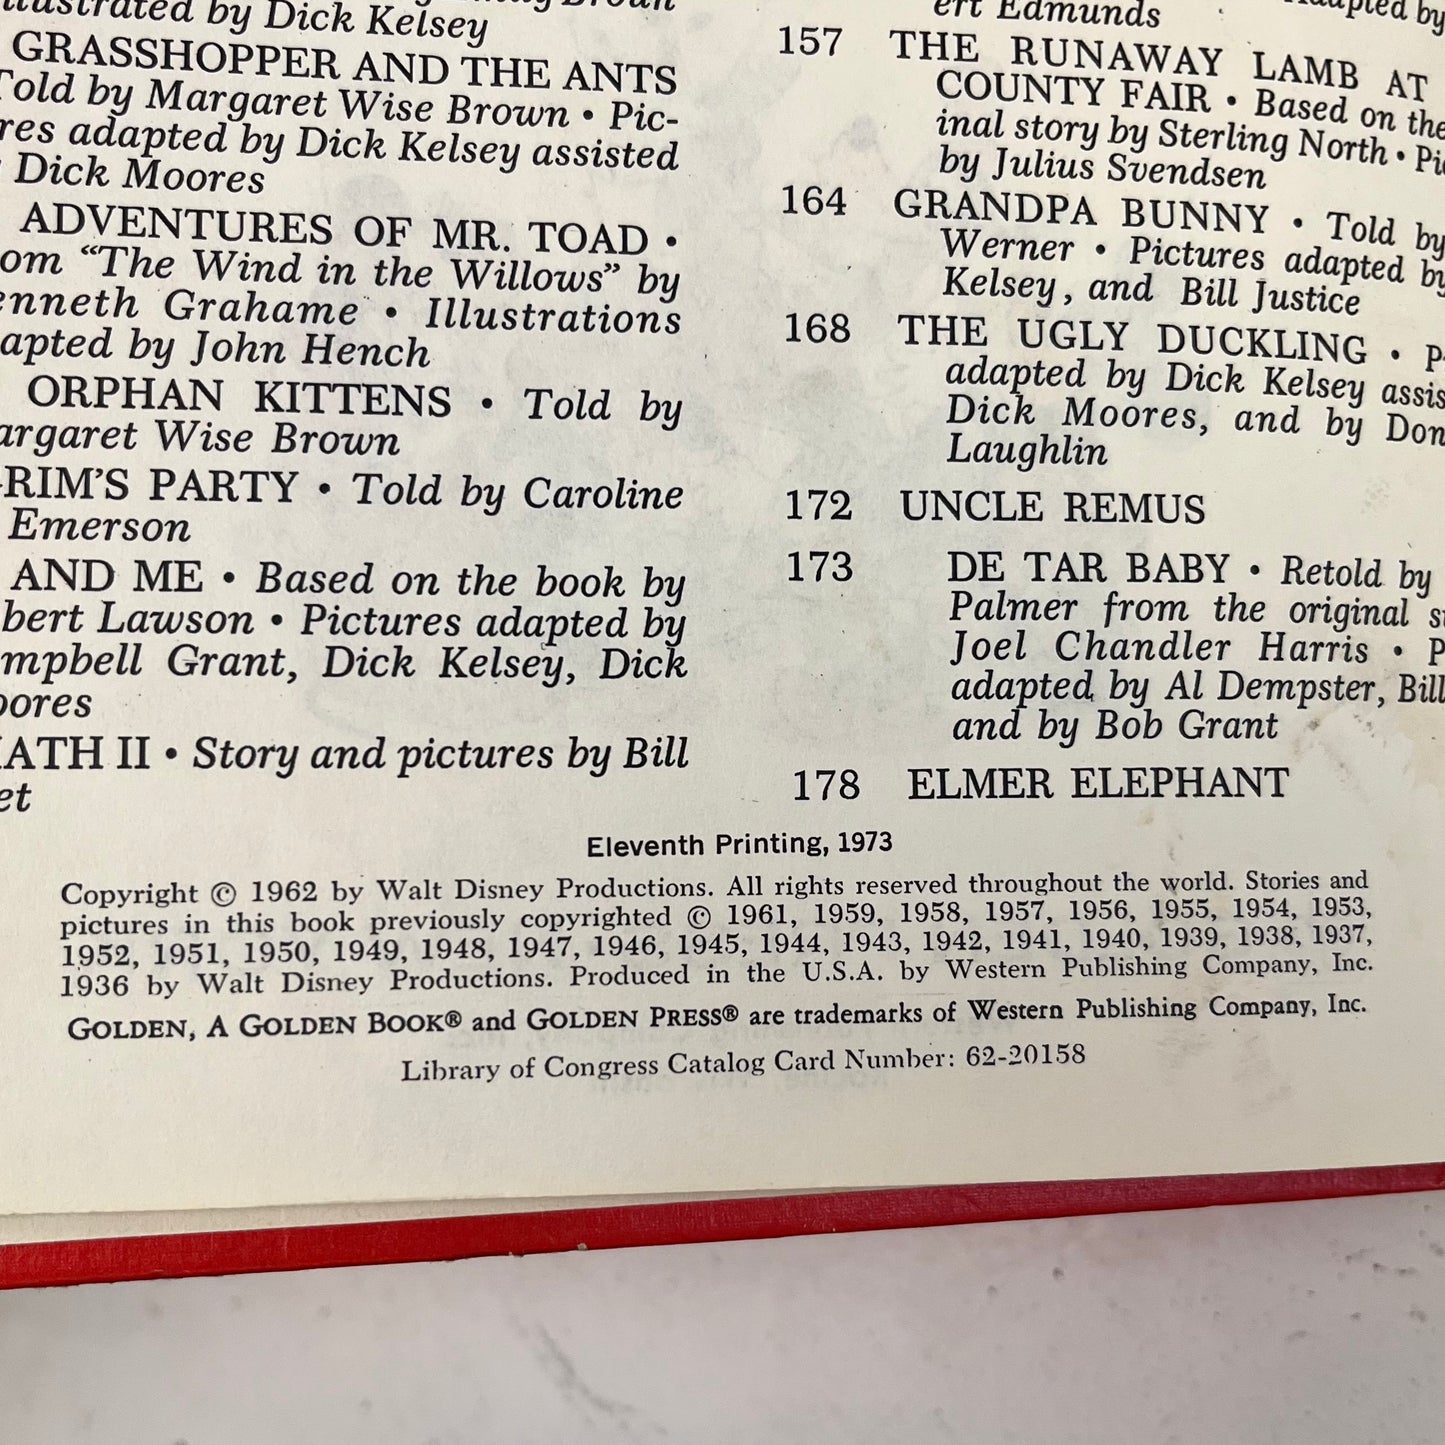 by Dick Kelsey
GRASSHOPPER AND THE ANTS
Told by Margaret Wise Brown • Pic-
adapted by Dick Kelsey assisted
Dick Moores
ADVENTURES OF MR. TOAD •
"The Wind in the Willows" by
Grahame • Illustrations
by John Hench
ORPHAN KITTENS • Told by
Wise Brown
PARTY • Told by Caroline
Emerson
AND ME • Based on the book by
Lawson • Pictures adapted by
Grant, Dick Kelsey, Dick
II • Story and pictures by Bill
Edmunds
157 THE RUNAWAY LAMB AT
COUNTY FAIR • Based on the
inal story by Sterling North •
by Julius Svendsen
164 GRANDPA BUNNY • Told by
Werner • Pictures adapted by
Kelsey, and Bill Justice
168 THE UGLY DUCKLING •
adapted by Dick Kelsey
Dick Moores, and by Don
Laughlin
172 UNCLE REMUS
173 DE TAR BABY • Retold by
Palmer from the original
Joel Chandler Harris •
adapted by Al Dempster, Bill
and by Bob Grant
178 ELMER ELEPHANT
Eleventh Printing, 1973
Copyright © 1962 by Walt Disney Productions. All rights reserved throughout the world. Stories and
pictures in this book previously copyrighted © 1961, 1959, 1958, 1957, 1956, 1955, 1954, 1953,
1952, 1951, 1950, 1949, 1948, 1947, 1946, 1945, 1944, 1943, 1942, 1941, 1940, 1939, 1938, 1937,
1936 by Walt Disney Productions. Produced in the U.S.A. by Western Publishing Company, Inc.
GOLDEN, A GOLDEN BOOK® and GOLDEN PRESS® are trademarks of Western Publishing Company, Inc.
Library of Congress Catalog Card Number: 62-20158